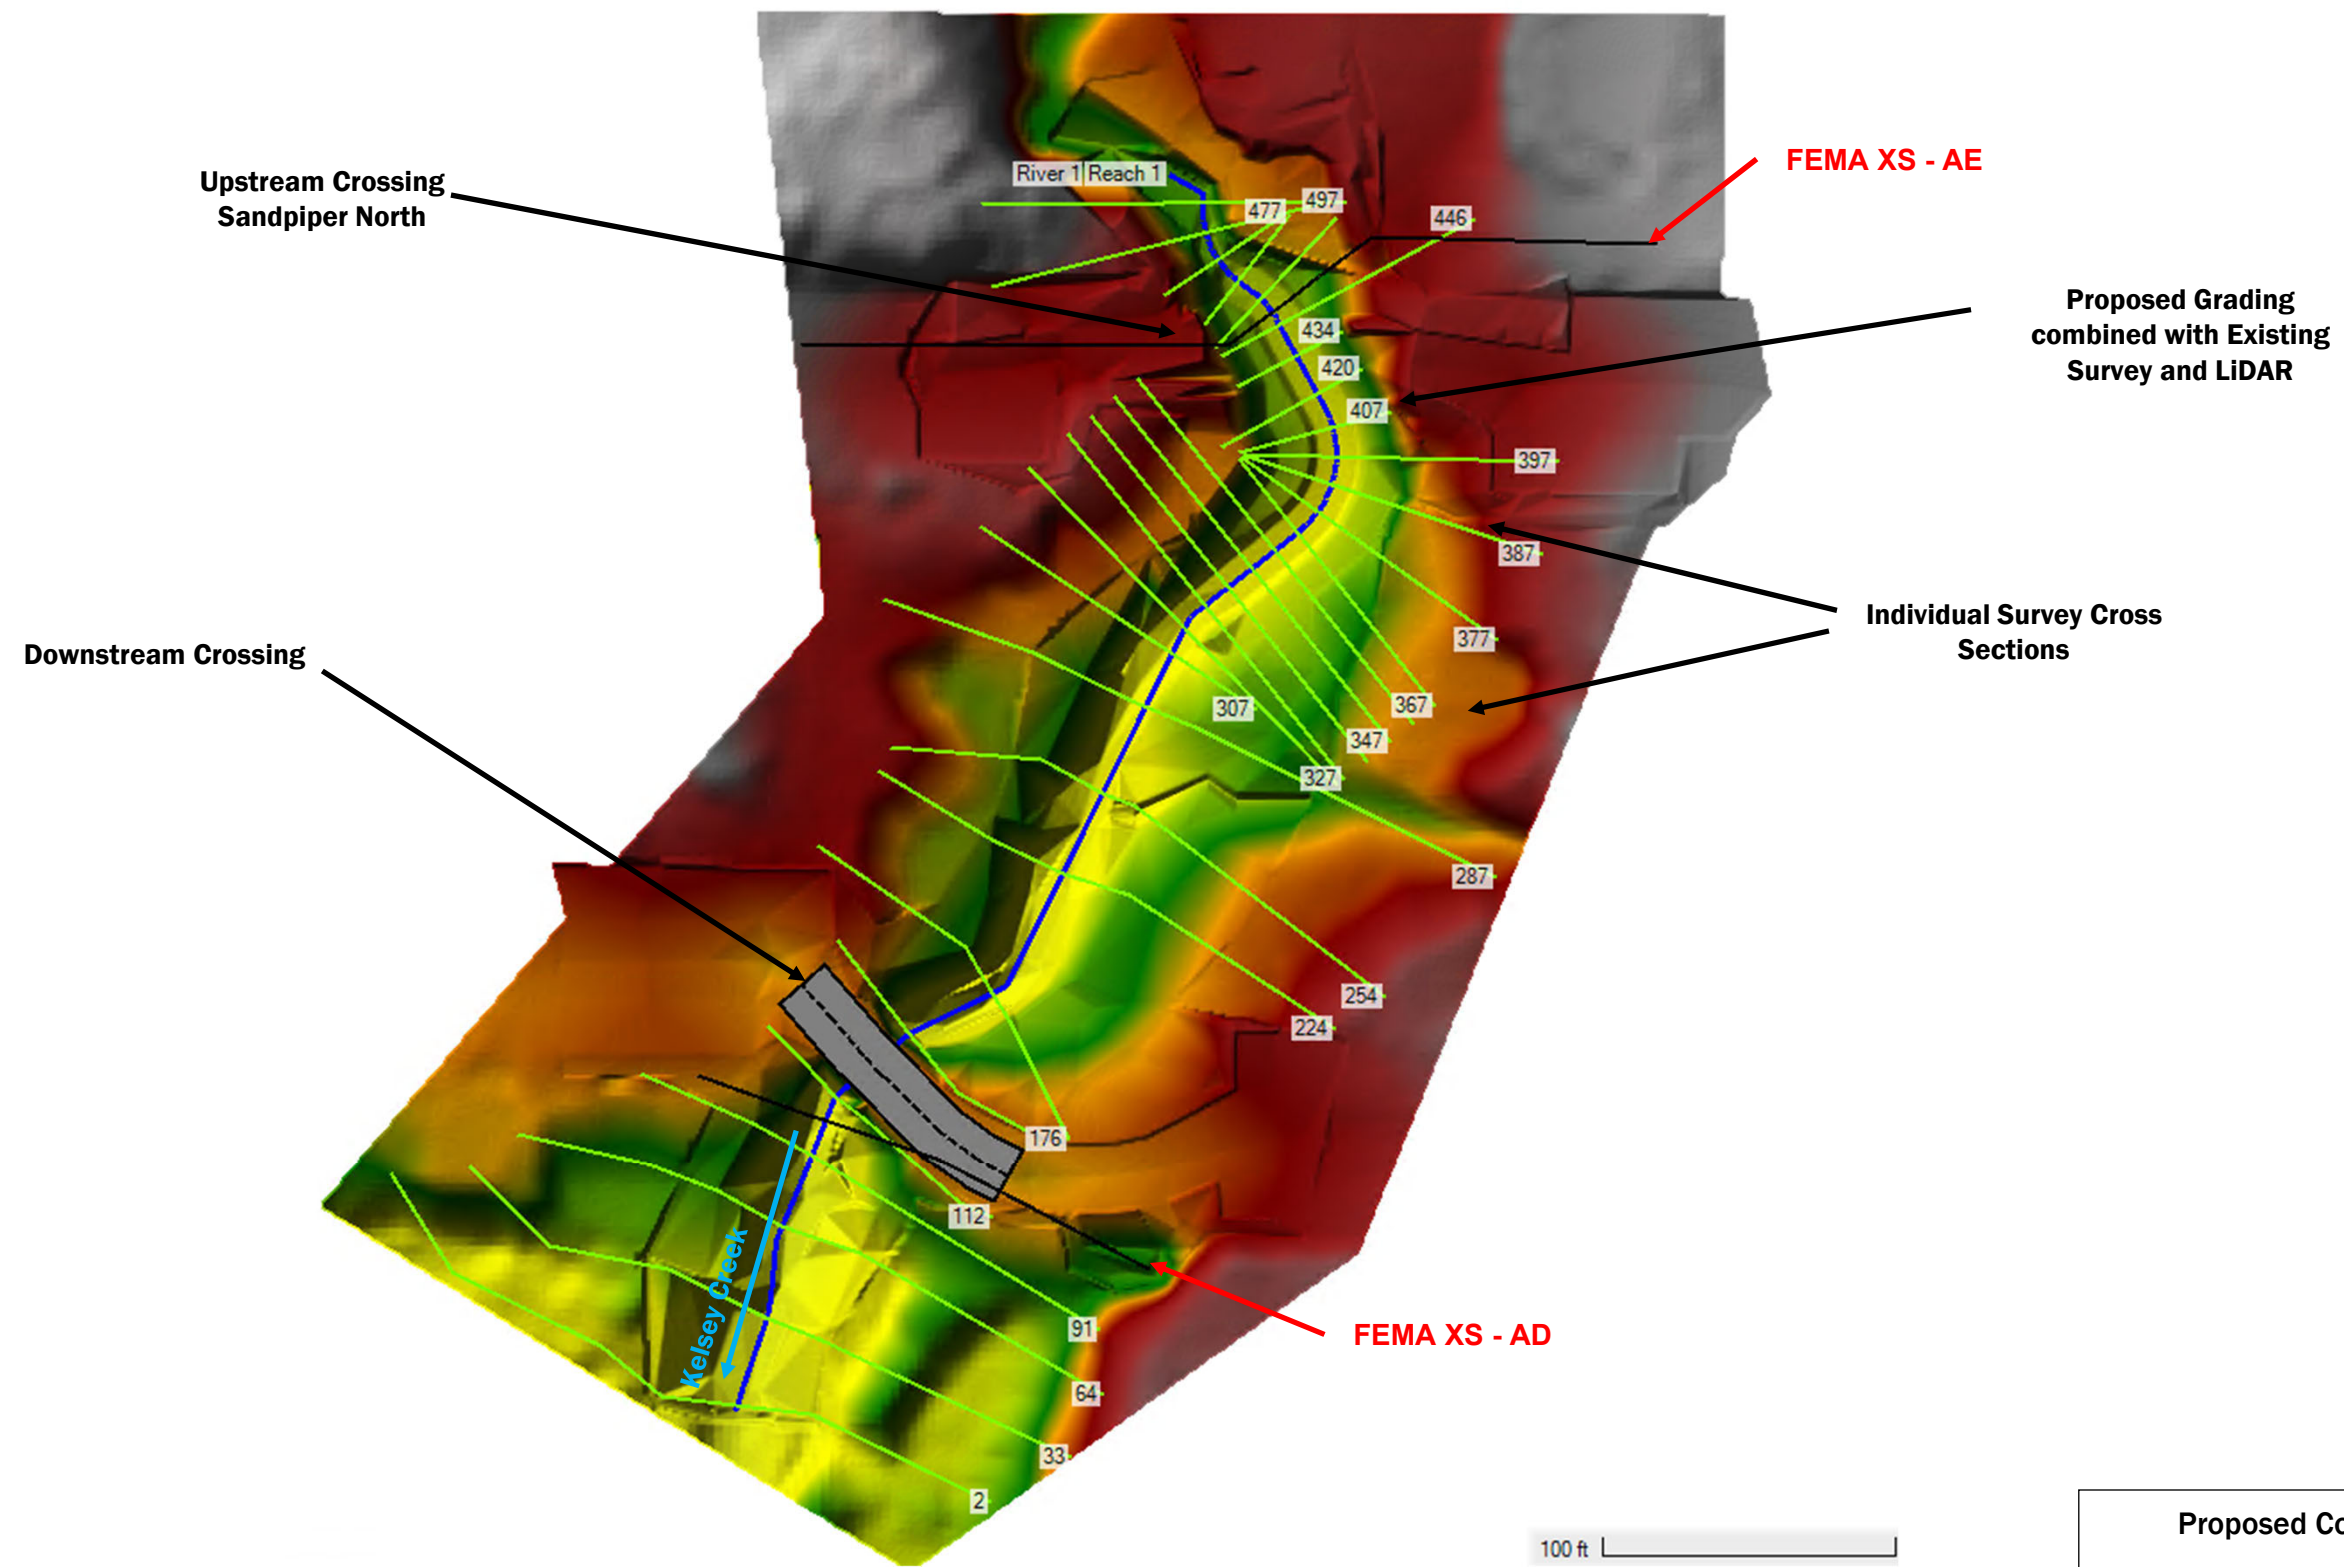 FEMA XS - AE
Upstream Crossing
Sandpiper North
River 1 Reach 1
497
477
446
Proposed Grading
combined with Existing
Survey and LiDAR
434
420
407
397
387
Individual Survey Cross
Sections
377
Downstream Crossing
367
307
347
327
287
254
224
176
112
Kelsey Creek
91
FEMA XS - AD
64
33
2
100 ft
Proposed